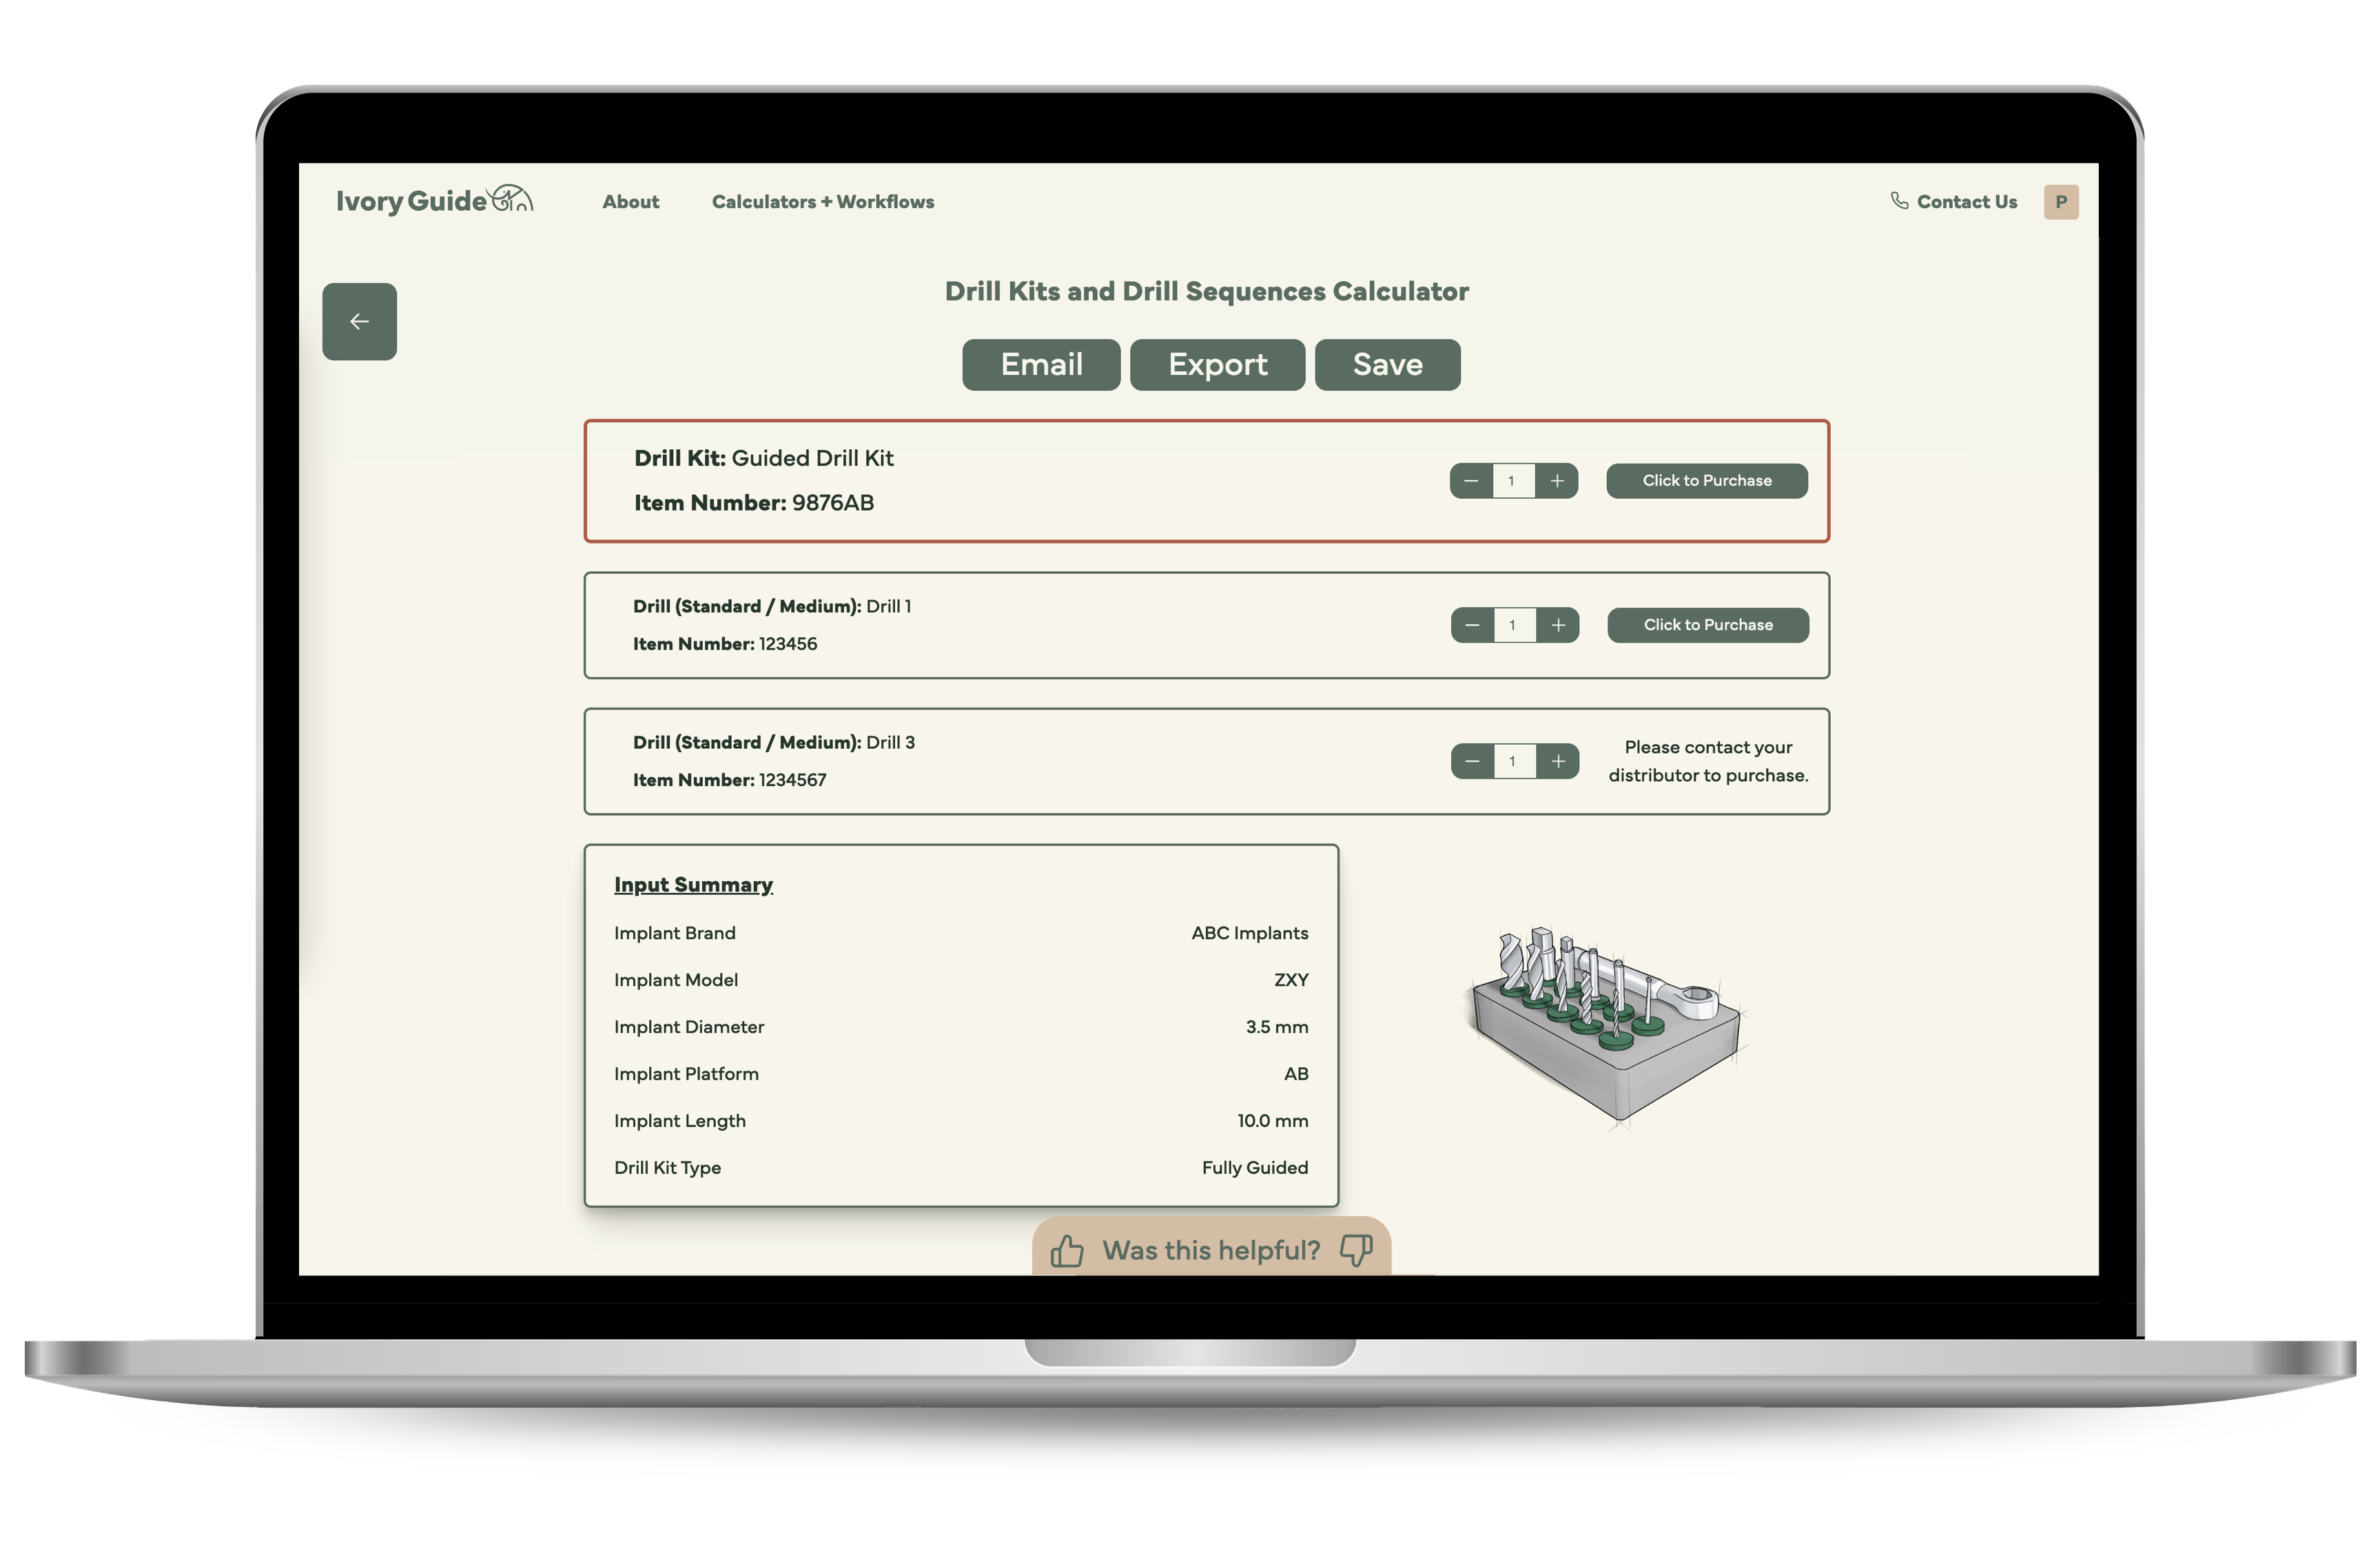 Ivory Guide
About
Calculators + Workflows
Contact Us
P
Drill Kits and Drill Sequences Calculator
Email
Export
Save
Drill Kit: Guided Drill Kit
Item Number: 9876AB
1
Click to Purchase
Drill (Standard / Medium): Drill 1
Item Number: 123456
1
Click to Purchase
Drill (Standard / Medium): Drill 3
Item Number: 1234567
1
Please contact your
distributor to purchase.
Input Summary
Implant Brand ABC Implants
Implant Model ZXY
Implant Diameter 3.5 mm
Implant Platform AB
Implant Length 10.0 mm
Drill Kit Type Fully Guided
Was this helpful?